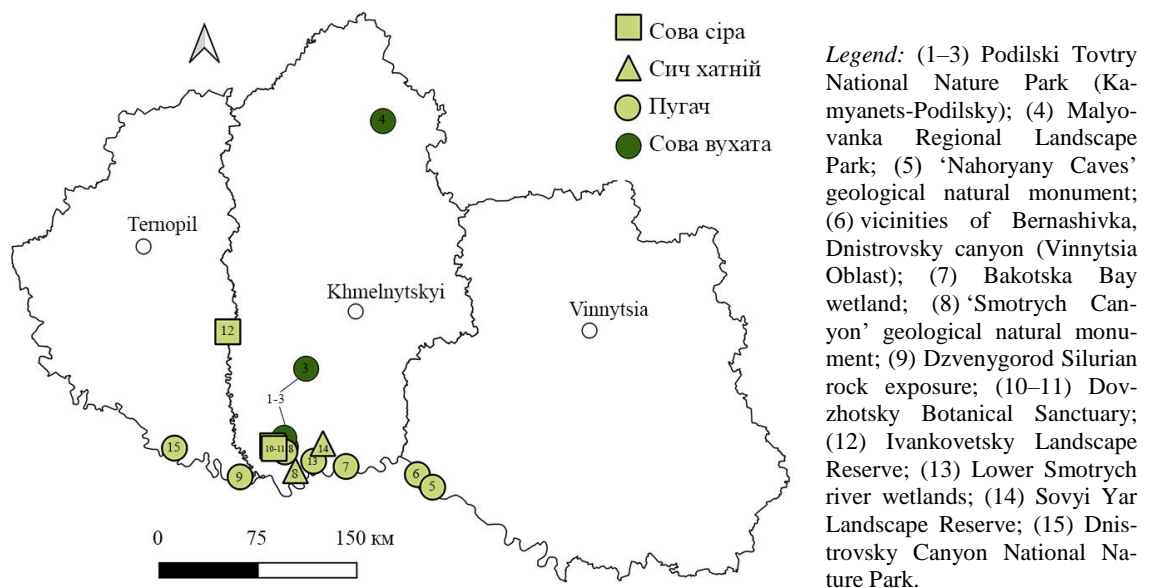 Сова сіра
Сич хатній
Пугач
Сова вухата
4
Ternopil
Khmelnytskyi
Vinnytsia
12
3
1-3
10-11
8
14
15
13
7
9
8
6
5
0 75 150 км
Legend: (1–3) Podilski Tovtry
National Nature Park (Ka-
myanets-Podilsky); (4) Malyo-
vanka Regional Landscape
Park; (5) ‘Nahoryany Caves’
geological natural monument;
(6) vicinities of Bernashivka,
Dnistrovsky canyon (Vinnytsia
Oblast); (7) Bakotska Bay
wetland; (8) ‘Smotrych Can-
yon’ geological natural monu-
ment; (9) Dzvenygorod Silurian
rock exposure; (10–11) Dov-
zhotsky Botanical Sanctuary;
(12) Ivankovetsky Landscape
Reserve; (13) Lower Smotrych
river wetlands; (14) Sovyi Yar
Landscape Reserve; (15) Dnis-
trovsky Canyon National Na-
ture Park.